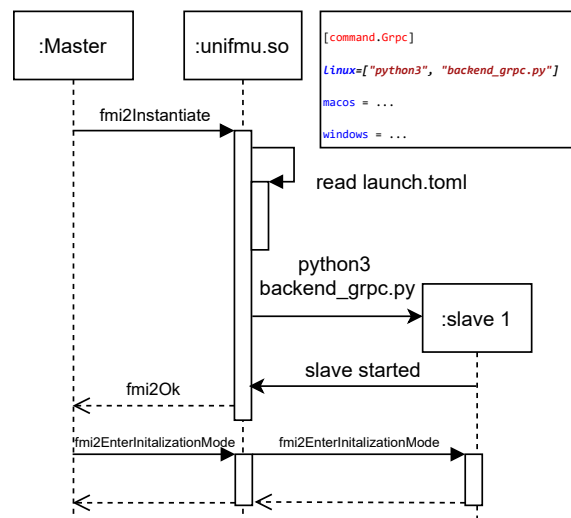 :Master
:unifmu.so
[command.Grpc]
linux=["python3", "backend_grpc.py"]
macos = ...
windows = ...
fmi2Instantiate
read launch.toml
python3
backend_grpc.py
:slave 1
slave started
fmi2Ok
fmi2EnterInitalizationMode
fmi2EnterInitalizationMode